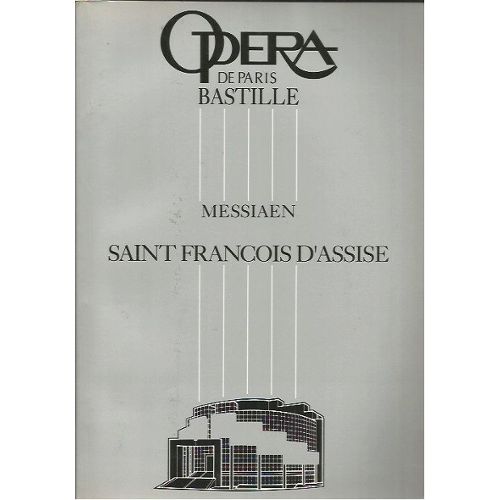 OPERA
DE PARIS
BASTILLE
MESSIAEN
SAINT FRANCOIS D'ASSISE